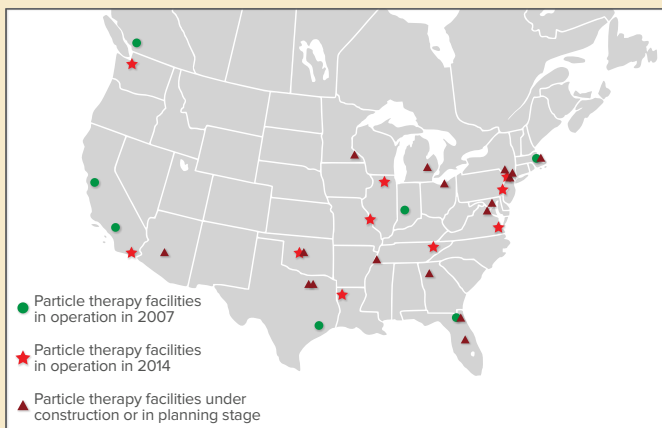 Particle therapy facilities
in operation in 2007
Particle therapy facilities
in operation in 2014
Particle therapy facilities under
construction or in planning stage